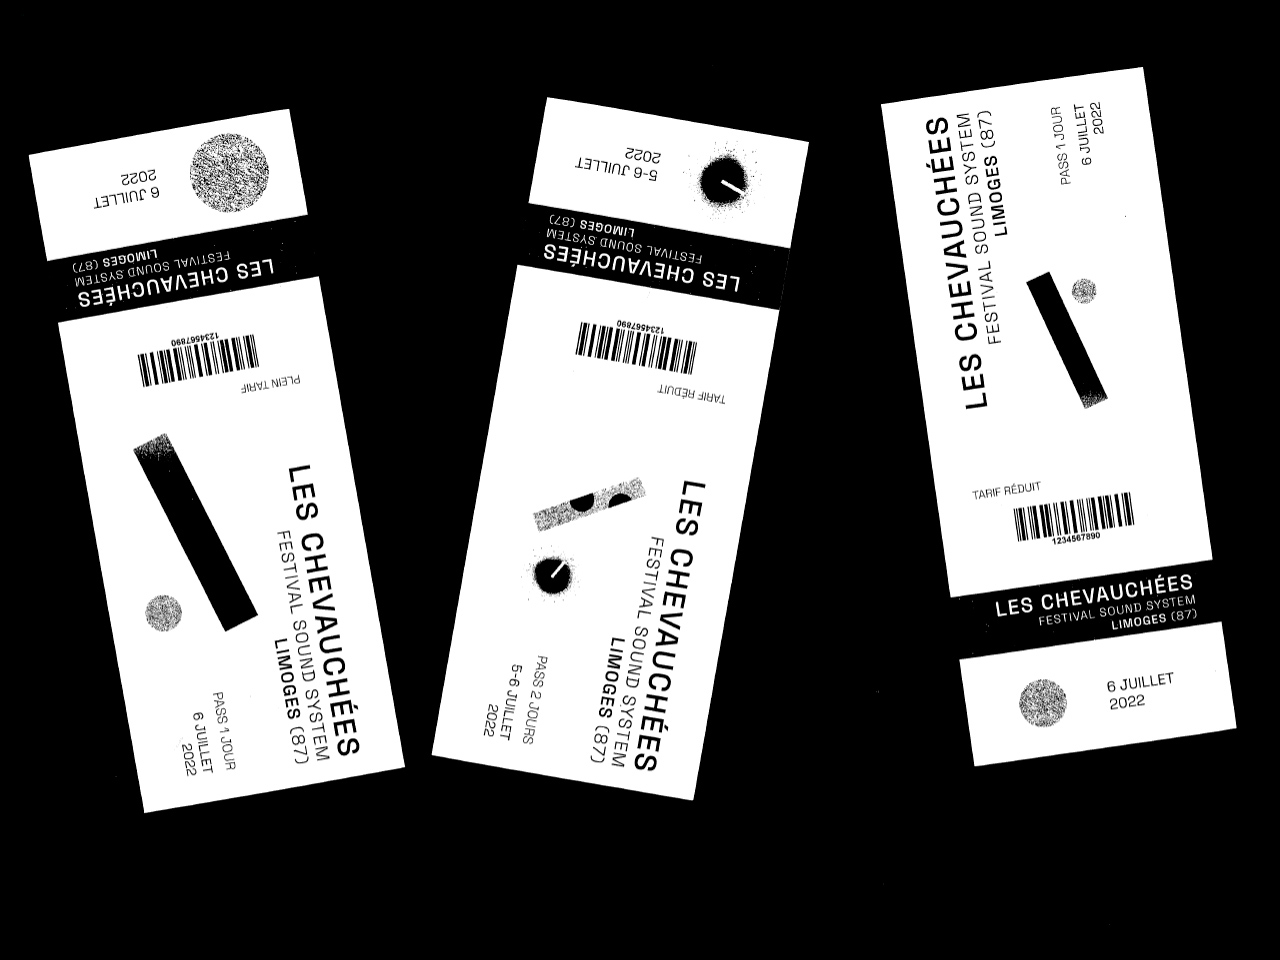 6 JUILLET
2022
LES CHEVAUCHÉES
FESTIVAL SOUND SYSTEM
LIMOGES (87)
1234567890
PLEIN TARIF
LES CHEVAUCHÉES
FESTIVAL SOUND SYSTEM
LIMOGES (87)
PASS 1 JOUR
6 JUILLET
2022
5-6 JUILLET
2022
LES CHEVAUCHÉES
FESTIVAL SOUND SYSTEM
LIMOGES (87)
1234567890
TARIF RÉDUIT
LES CHEVAUCHÉES
FESTIVAL SOUND SYSTEM
LIMOGES (87)
PASS 2 JOURS
5-6 JUILLET
2022
LES CHEVAUCHÉES
FESTIVAL SOUND SYSTEM
LIMOGES (87)
PASS 1 JOUR
6 JUILLET
2022
TARIF RÉDUIT
1234567890
LES CHEVAUCHÉES
FESTIVAL SOUND SYSTEM
LIMOGES (87)
6 JUILLET
2022